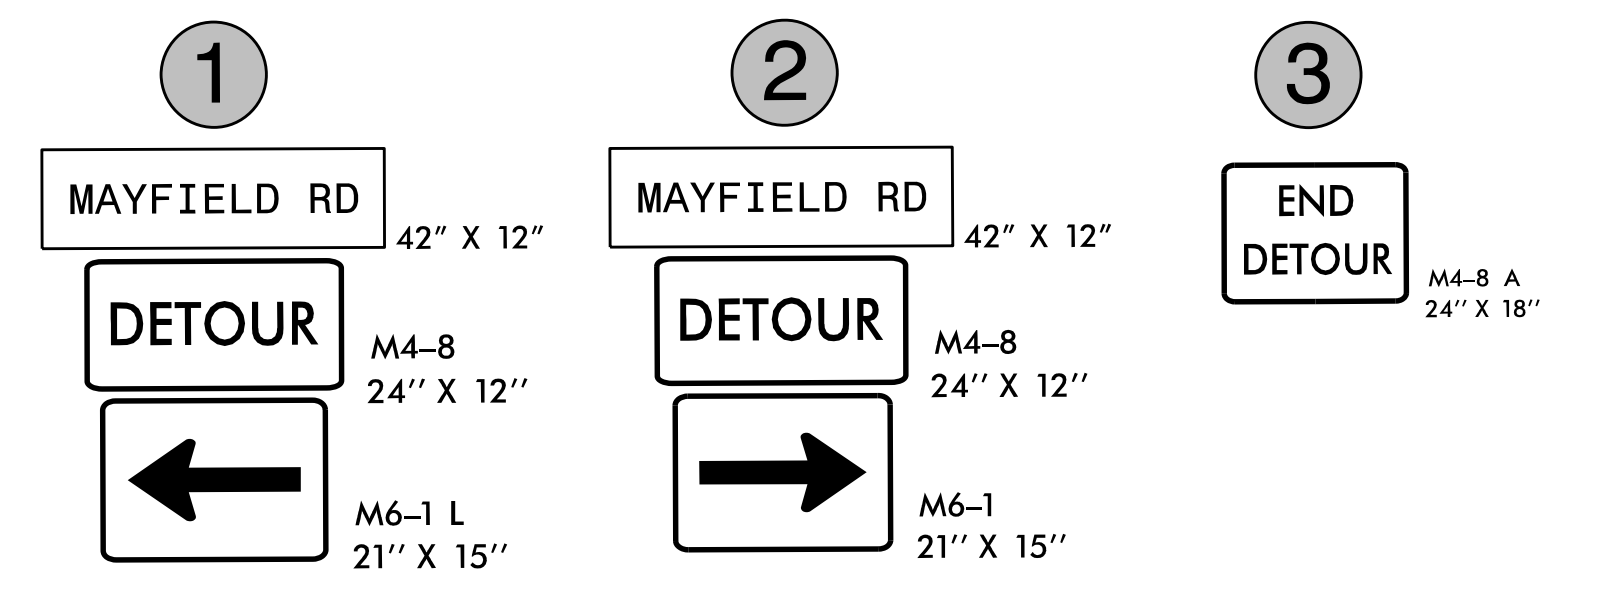 1
MAYFIELD RD
42" X 12"
DETOUR
M4-8
24'' X 12''
M6-1 L
21'' X 15''
2
MAYFIELD RD
42" X 12"
DETOUR
M4-8
24'' X 12''
M6-1
21'' X 15''
3
END
DETOUR
M4-8 A
24'' X 18''